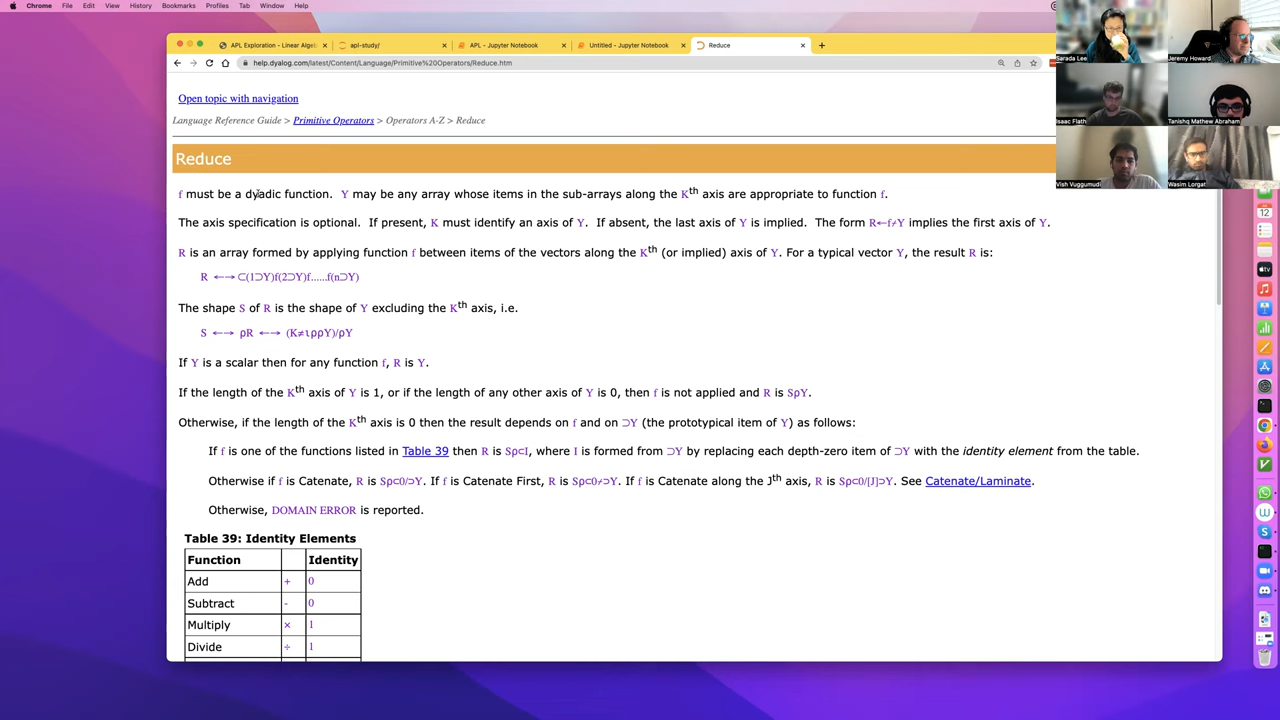 Chrome File Edit View History Bookmarks Profiles Tab Window Help
APL Exploration - Linear Algeb
apl-study/
APL - Jupyter Notebook
Untitled - Jupyter Notebook
Reduce
help.dyalog.com/latest/Content/Language/Primitive%20Operators/Reduce.htm
Open topic with navigation
Language Reference Guide > Primitive Operators > Operators A-Z > Reduce
Reduce
f must be a dyadic function. Y may be any array whose items in the sub-arrays along the Kth axis are appropriate to function f.
The axis specification is optional. If present, K must identify an axis of Y. If absent, the last axis of Y is implied. The form R←f⌿Y implies the first axis of Y.
R is an array formed by applying function f between items of the vectors along the Kth (or implied) axis of Y. For a typical vector Y, the result R is:
R ←→ ⊂(1⊃Y)f(2⊃Y)f......f(n⊃Y)
The shape S of R is the shape of Y excluding the Kth axis, i.e.
S ←→ ⍴R ←→ (K≠⍳⍴⍴Y)/⍴Y
If Y is a scalar then for any function f, R is Y.
If the length of the Kth axis of Y is 1, or if the length of any other axis of Y is 0, then f is not applied and R is S⍴Y.
Otherwise, if the length of the Kth axis is 0 then the result depends on f and on ⊃Y (the prototypical item of Y) as follows:
If f is one of the functions listed in Table 39 then R is S⍴⊂I, where I is formed from ⊃Y by replacing each depth-zero item of ⊃Y with the identity element from the table.
Otherwise if f is Catenate, R is S⍴⊂0/⊃Y. If f is Catenate First, R is S⍴⊂0⌿⊃Y. If f is Catenate along the Jth axis, R is S⍴⊂0/[J]⊃Y. See Catenate/Laminate.
Otherwise, DOMAIN ERROR is reported.
Table 39: Identity Elements
Function Identity
Add + 0
Subtract - 0
Multiply × 1
Divide ÷ 1
Sarada Lee
Jeremy Howard
Isaac Flath
Tanishq Mathew Abraham
Vish Vuggumudi
Wasim Lorgat
12